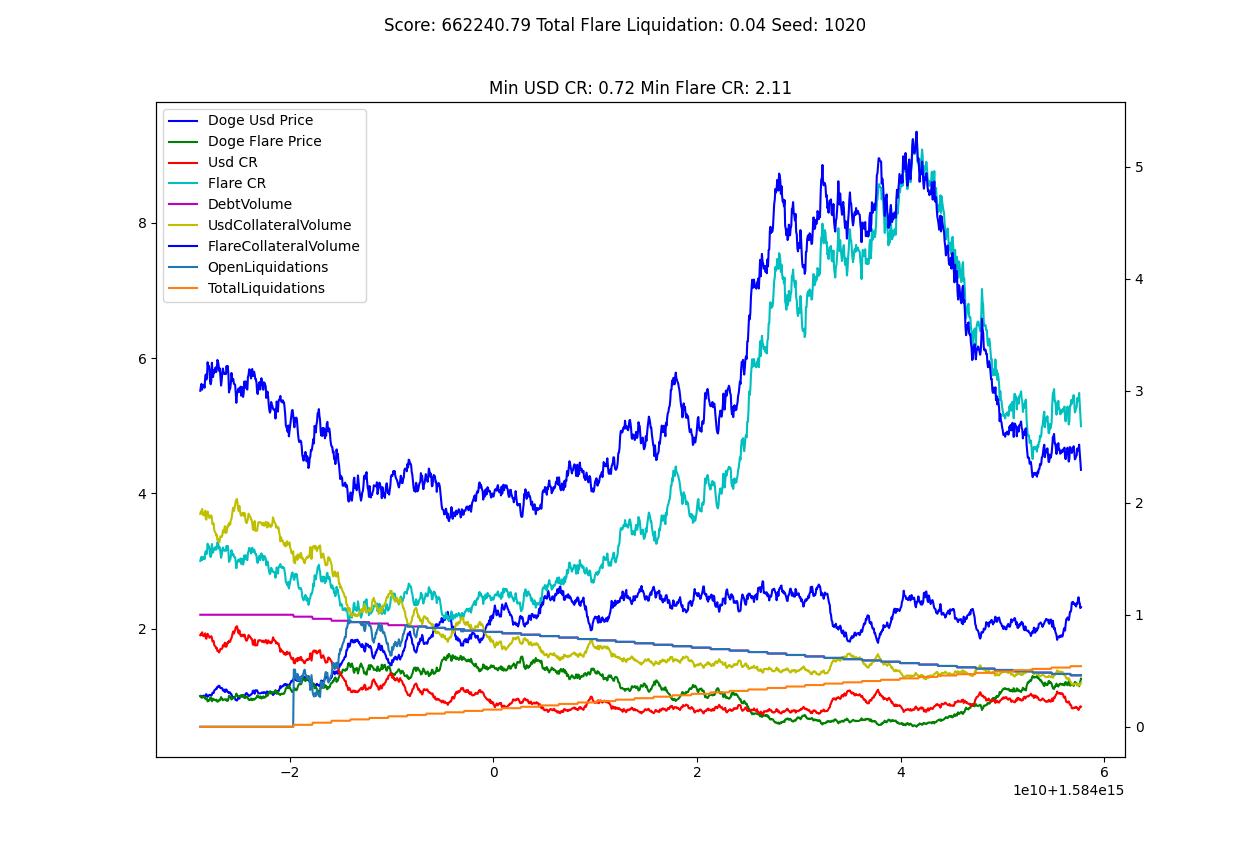 Score: 662240.79 Total Flare Liquidation: 0.04 Seed: 1020
Min USD CR: 0.72 Min Flare CR: 2.11
Doge Usd Price
Doge Flare Price
Usd CR
Flare CR
DebtVolume
UsdCollateralVolume
FlareCollateralVolume
OpenLiquidations
TotalLiquidations
8
6
4
2
5
4
3
2
1
0
−2
0
2
4
6
1e10+1.584e15